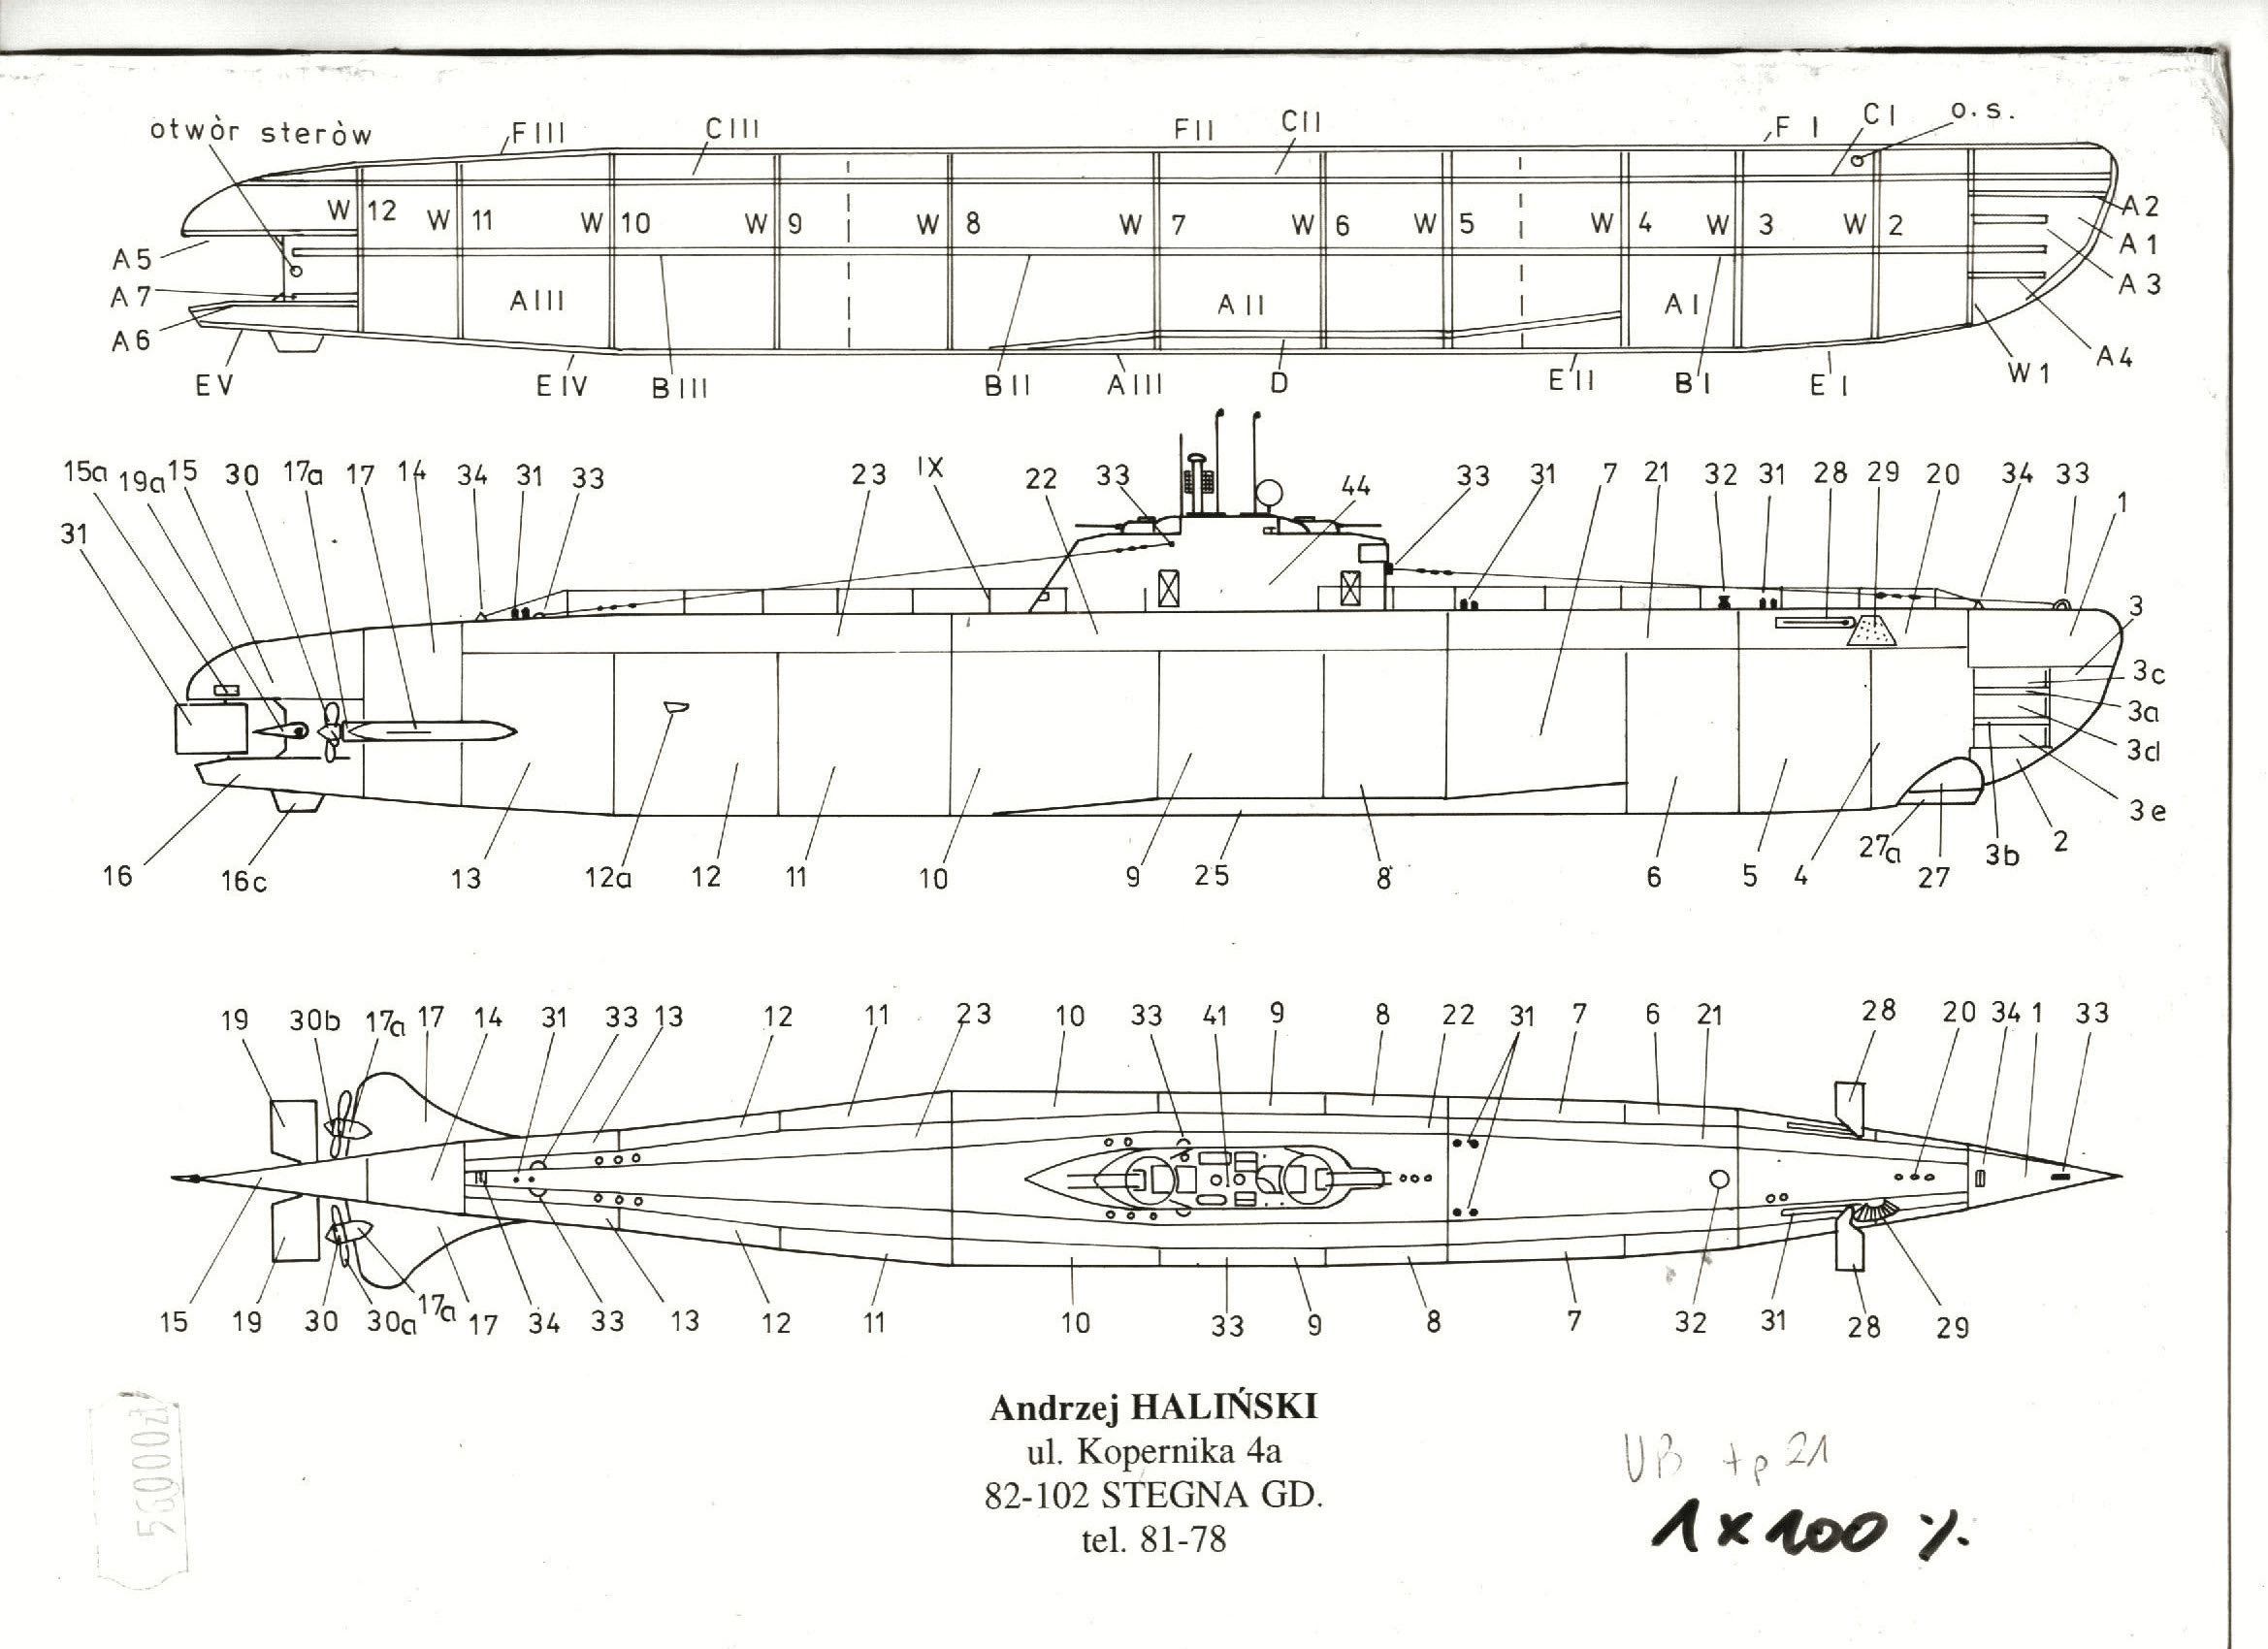 otwòr sterów F III C III F II C II F I C I o.s.
W 12 W 11 W 10 W 9 W 8 W 7 W 6 W 5 W 4 W 3 W 2 A 2
A 5 A 1
A 7 A III A II A I A 3
A 6 A 4
E V E IV B III B II A III D E II B I E I W 1
15a 19a 15 30 17a 17 14 34 31 33 23 IX 22 33 44 33 31 7 21 32 31 28 29 20 34 33 1
31
3
3c
3a
3d
3e
16 16c 13 12a 12 11 10 9 25 8 6 5 4 27a 27 3b 2
19 30b 17a 17 14 31 33 13 12 11 23 10 33 41 9 8 22 31 7 6 21 28 20 34 1 33
15 19 30 30a 17a 17 34 33 13 12 11 10 33 9 8 7 32 31 28 29
Andrzej HALIŃSKI
ul. Kopernika 4a
82-102 STEGNA GD.
tel. 81-78
UB tp 21
1 x 100 %
56000zł